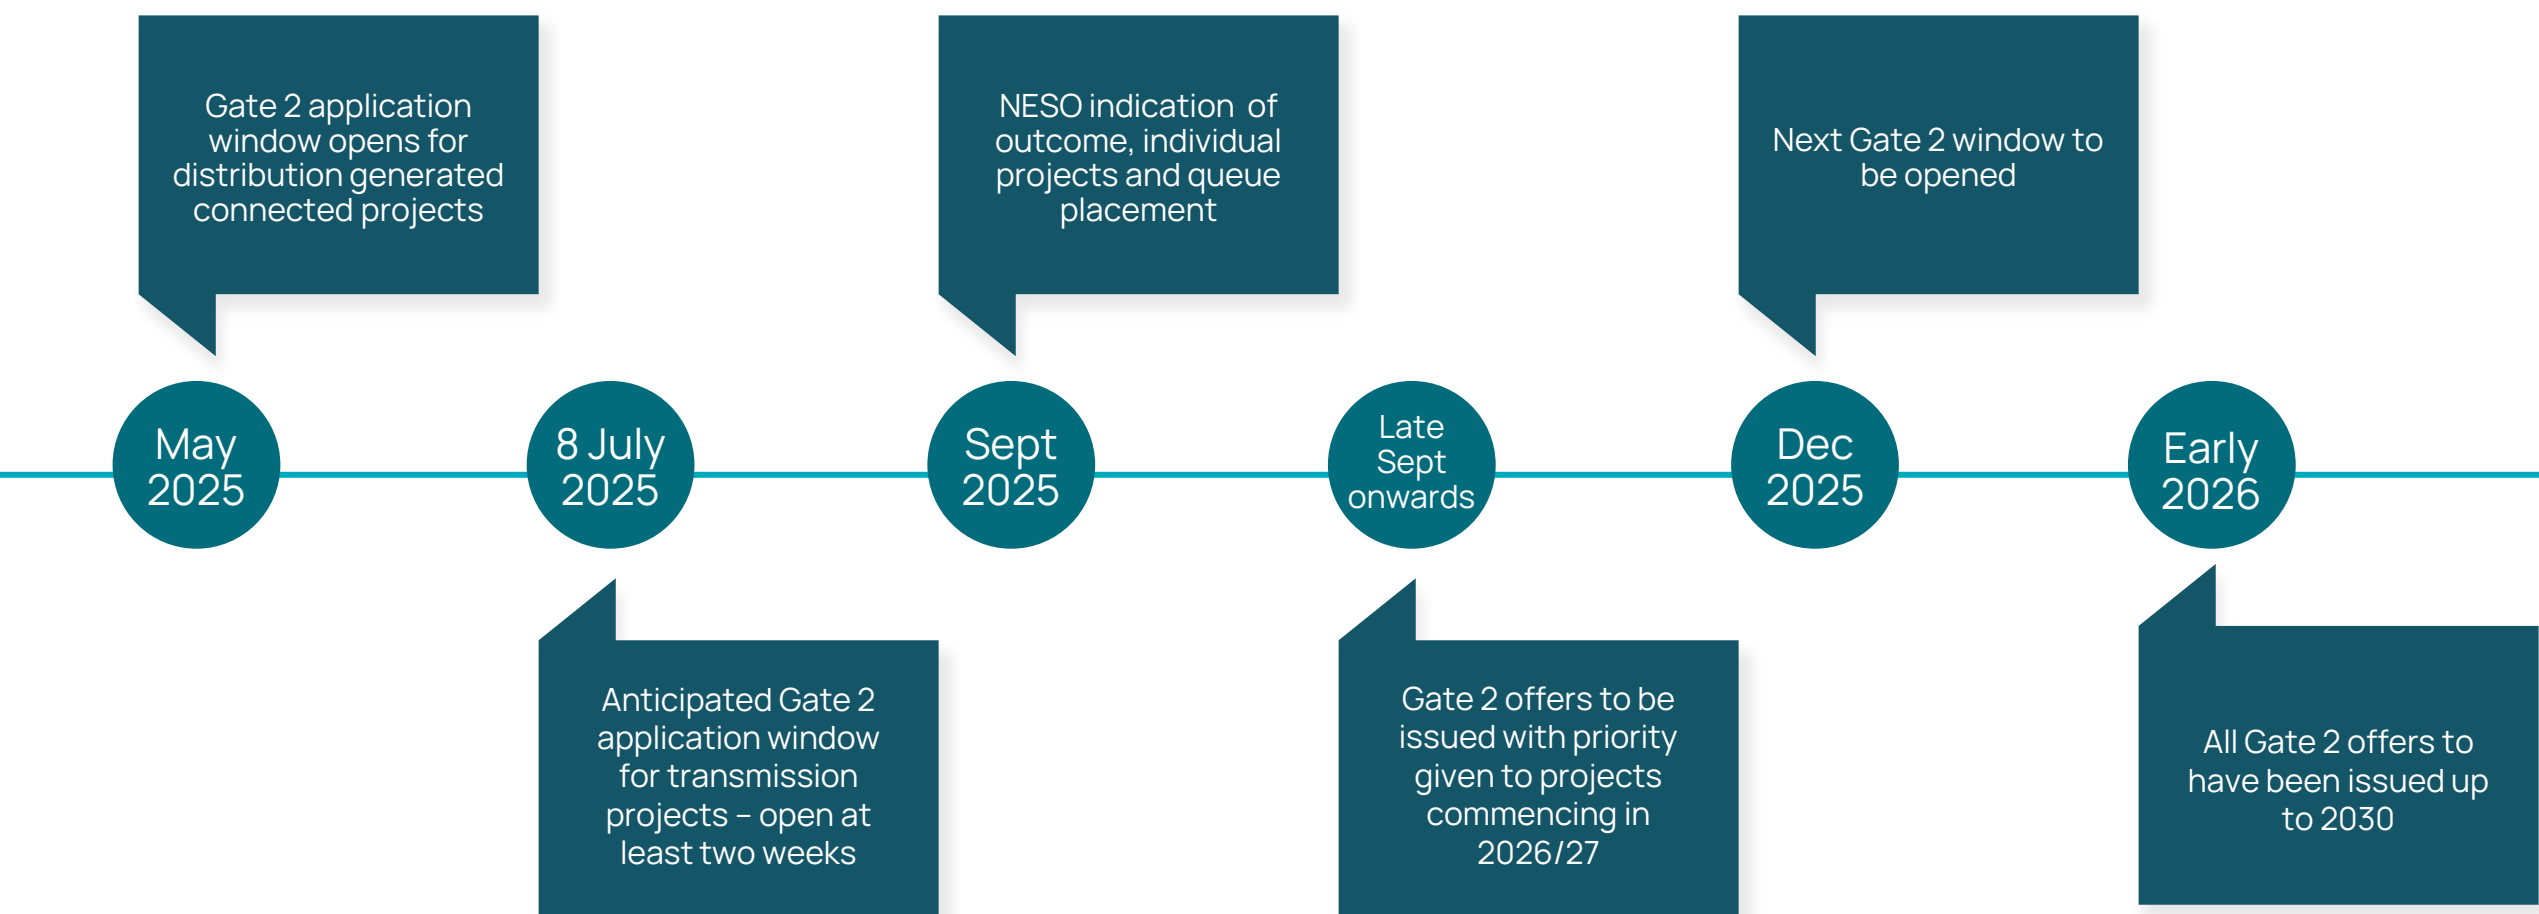 Gate 2 application
window opens for
distribution generated
connected projects
NESO indication of
outcome, individual
projects and queue
placement
Next Gate 2 window to
be opened
May
2025
8 July
2025
Sept
2025
Late
Sept
onwards
Dec
2025
Early
2026
Anticipated Gate 2
application window
for transmission
projects – open at
least two weeks
Gate 2 offers to be
issued with priority
given to projects
commencing in
2026/27
All Gate 2 offers to
have been issued up
to 2030